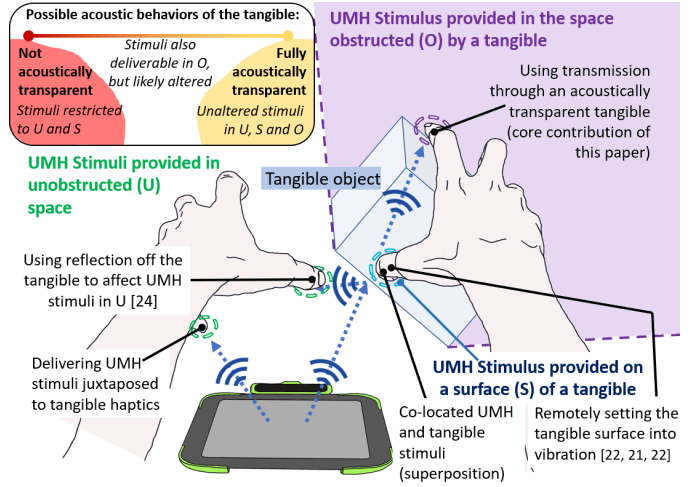 Possible acoustic behaviors of the tangible:
Not
acoustically
transparent
Stimuli restricted
to U and S
Stimuli also
deliverable in O,
but likely altered
Fully
acoustically
transparent
Unaltered stimuli
in U, S and O
UMH Stimulus provided in the space
obstructed (O) by a tangible
Using transmission
through an acoustically
transparent tangible
(core contribution of
this paper)
UMH Stimuli provided in
unobstructed (U)
space
Tangible object
Using reflection off the
tangible to affect UMH
stimuli in U [24]
Delivering UMH
stimuli juxtaposed
to tangible haptics
UMH Stimulus provided on
a surface (S) of a tangible
Co-located UMH
and tangible
stimuli
(superposition)
Remotely setting the
tangible surface into
vibration [22, 21, 22]